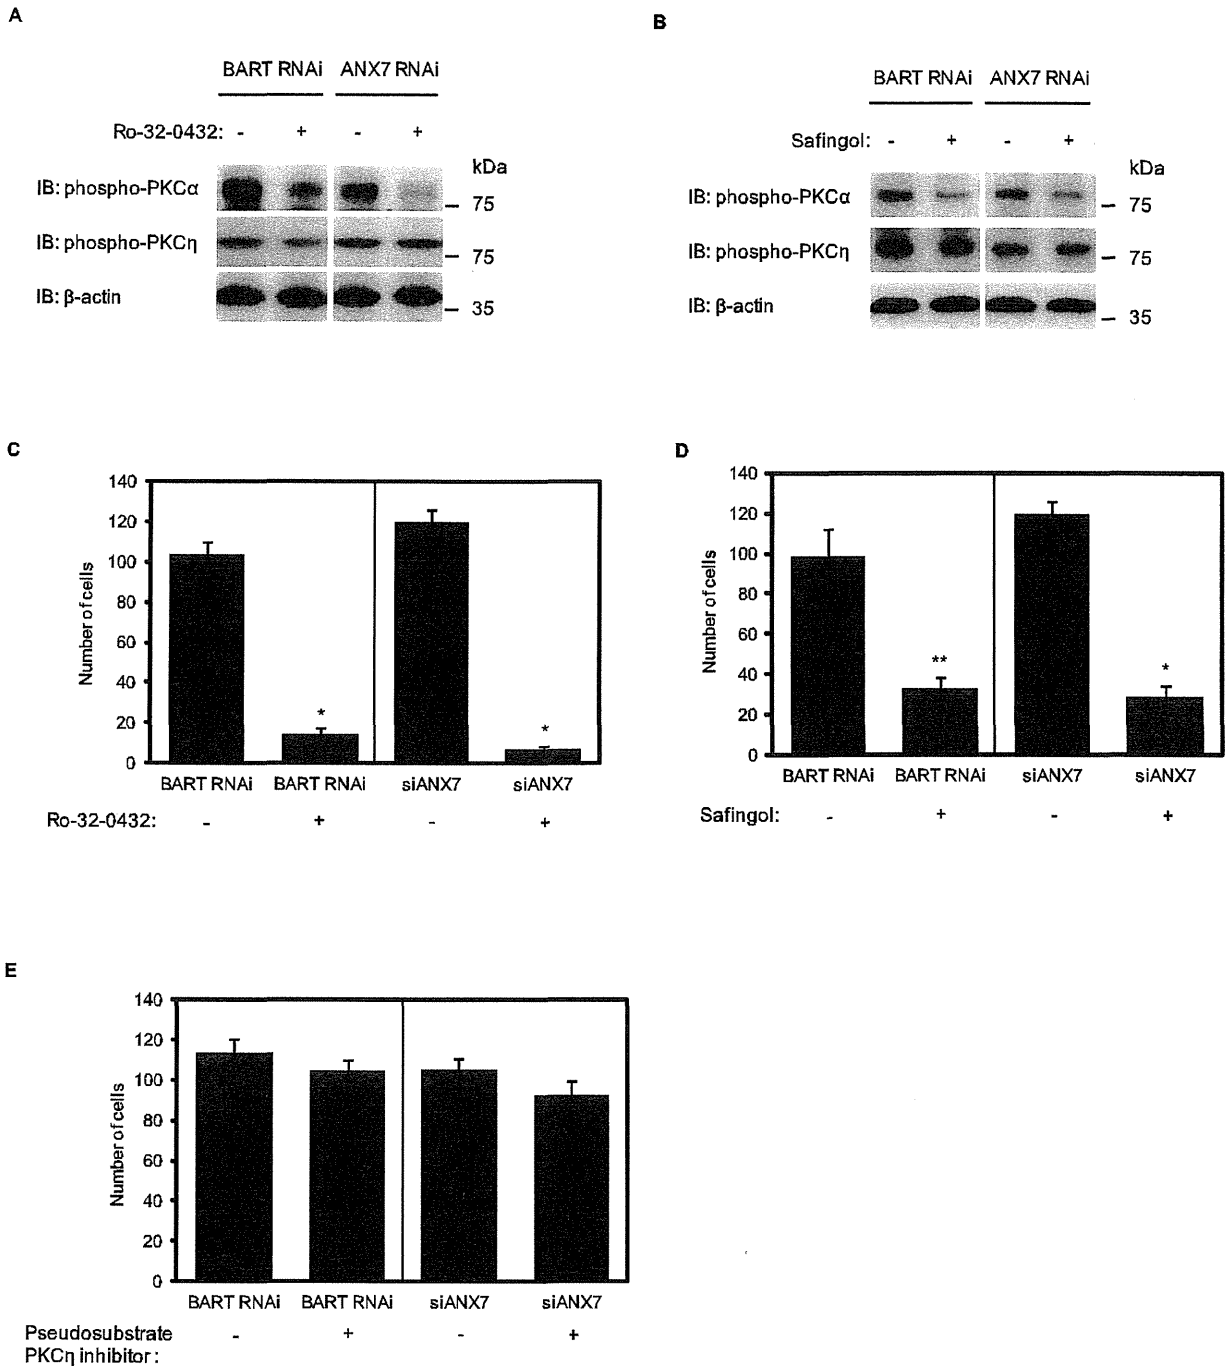 A
BART RNAi ANX7 RNAi
Ro-32-0432: - + - +
kDa
IB: phospho-PKCα
75
IB: phospho-PKCη
75
IB: β-actin
35
B
BART RNAi ANX7 RNAi
Safingol: - + - +
kDa
IB: phospho-PKCα
75
IB: phospho-PKCη
75
IB: β-actin
35
C
140
120
100
80
60
40
20
0
Number of cells
*
*
BART RNAi BART RNAi siANX7 siANX7
Ro-32-0432: - + - +
D
140
120
100
80
60
40
20
0
Number of cells
**
*
BART RNAi BART RNAi siANX7 siANX7
Safingol: - + - +
E
140
120
100
80
60
40
20
0
Number of cells
BART RNAi BART RNAi siANX7 siANX7
Pseudosubstrate - + - +
PKCη inhibitor :